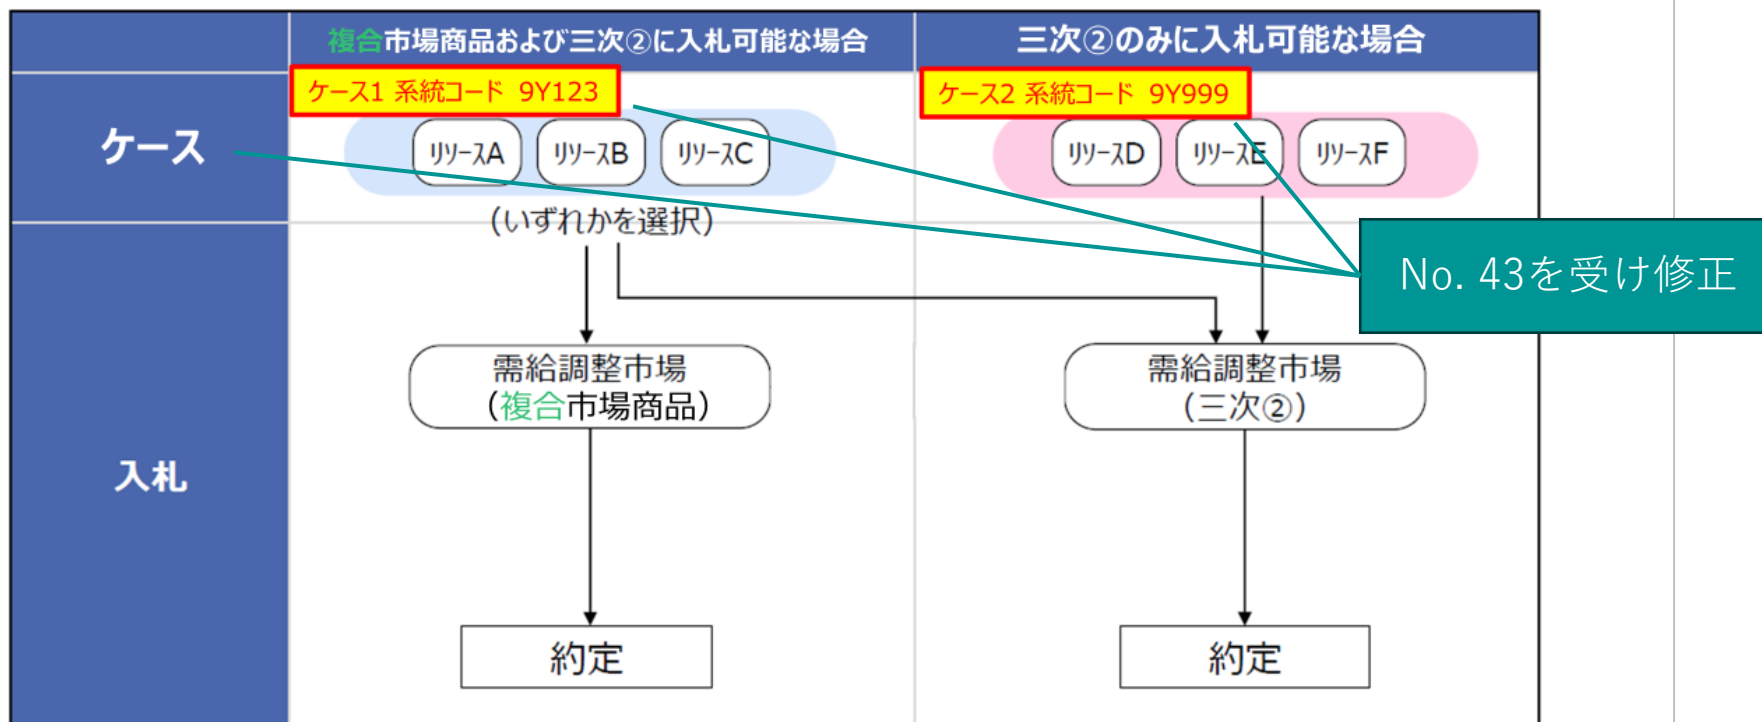 複合市場商品および三次②に入札可能な場合
三次②のみに入札可能な場合
ケース
ケース1 系統コード 9Y123
ケース2 系統コード 9Y999
リソースA
リソースB
リソースC
リソースD
リソースE
リソースF
(いずれかを選択)
No. 43を受け修正
入札
需給調整市場
(複合市場商品)
需給調整市場
(三次②)
約定
約定